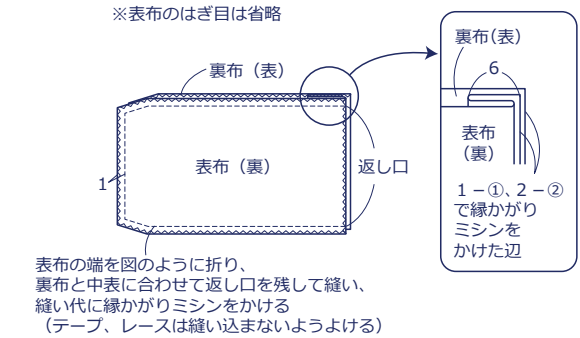 ※表布のはぎ目は省略
裏布（表）
表布（裏）
返し口
1
裏布（表）
6
表布
（裏）
1－①、2－②
で縁かがり
ミシンを
かけた辺
表布の端を図のように折り、
裏布と中表に合わせて返し口を残して縫い、
縫い代に縁かがりミシンをかける
（テープ、レースは縫い込まないようよける）